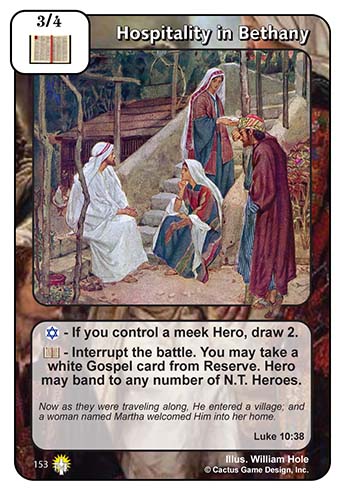 3/4
Hospitality in Bethany
- If you control a meek Hero, draw 2.
- Interrupt the battle. You may take a
white Gospel card from Reserve. Hero
may band to any number of N.T. Heroes.
Now as they were traveling along, He entered a village; and
a woman named Martha welcomed Him into her home.
Luke 10:38
153
Illus. William Hole
© Cactus Game Design, Inc.